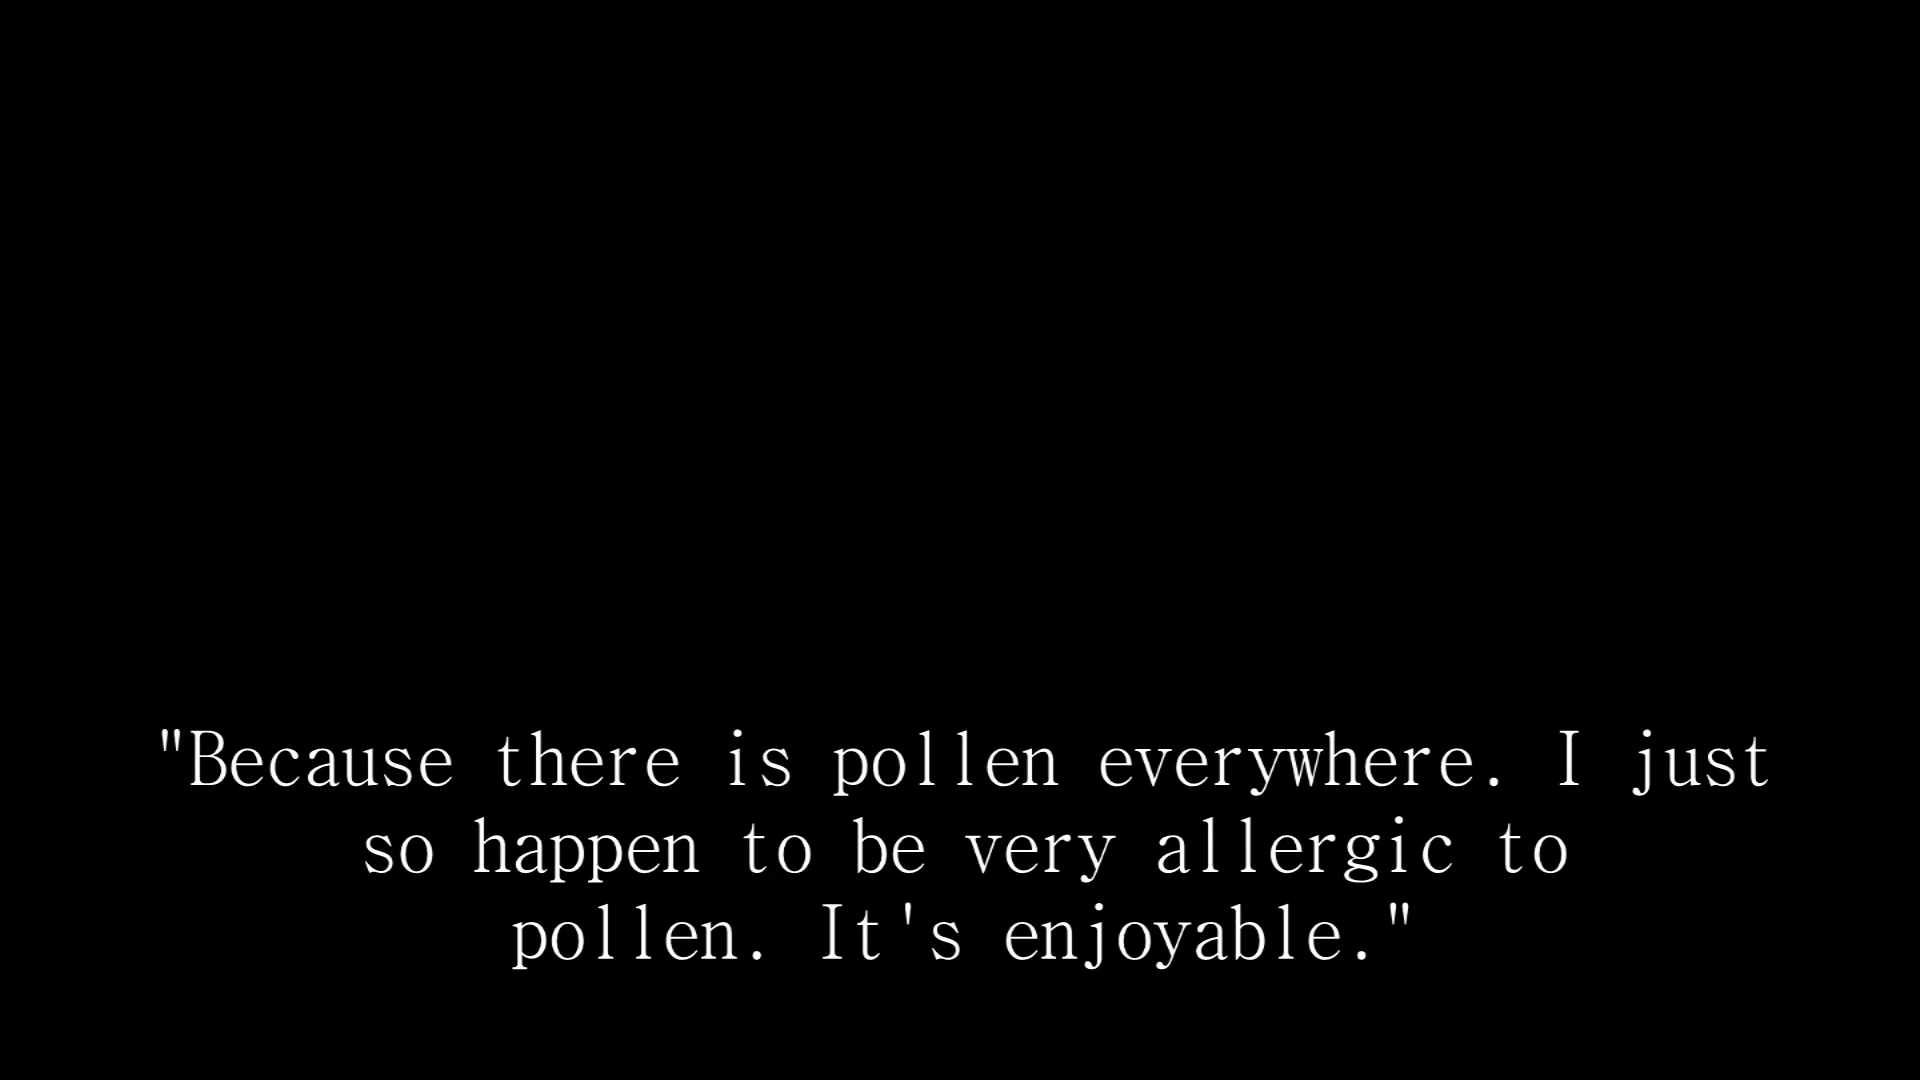 "Because there is pollen everywhere. I just
so happen to be very allergic to
pollen. It's enjoyable."